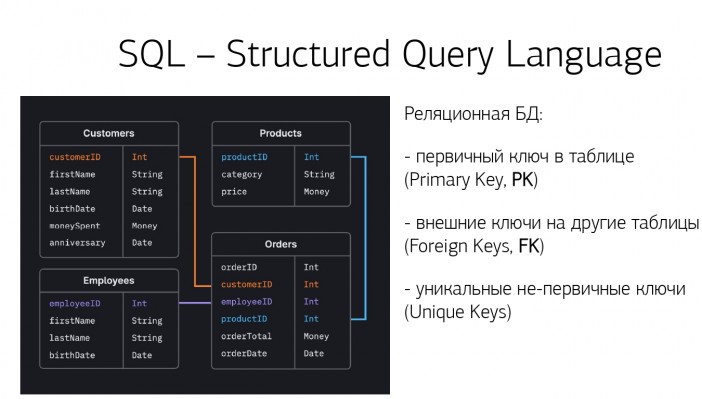 SQL – Structured Query Language
Customers
customerID Int
firstName String
lastName String
birthDate Date
moneySpent Money
anniversary Date
Products
productID Int
category String
price Money
Employees
employeeID Int
firstName String
lastName String
birthDate Date
Orders
orderID Int
customerID Int
employeeID Int
productID Int
orderTotal Money
orderDate Date
Реляционная БД:
- первичный ключ в таблице
(Primary Key, PK)
- внешние ключи на другие таблицы
(Foreign Keys, FK)
- уникальные не-первичные ключи
(Unique Keys)